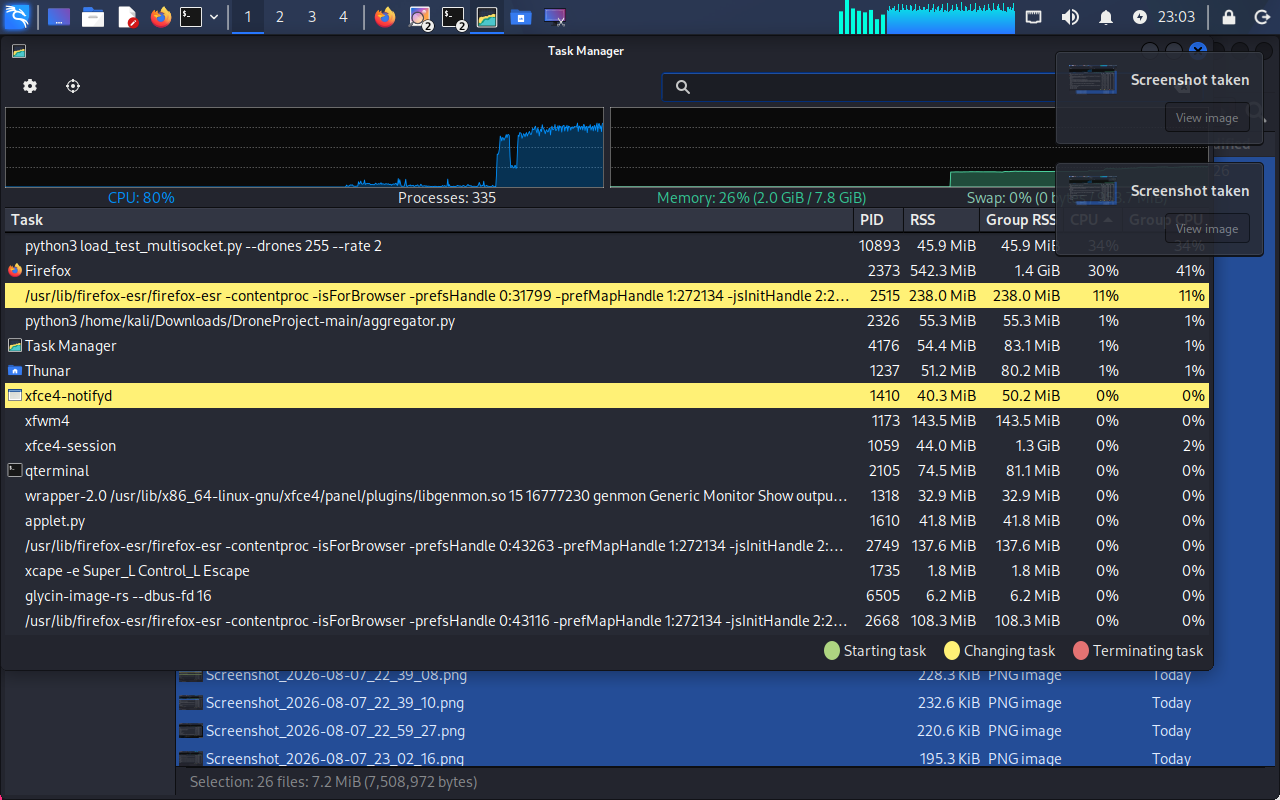 1 2 3 4 2 2 23:03
Task Manager
Screenshot taken
View image
CPU: 80% Processes: 335 Memory: 26% (2.0 GiB / 7.8 GiB) Swap: 0% (0
Screenshot taken
View image
Task PID RSS Group RSS CPU Group CPU
python3 load_test_multisocket.py --drones 255 --rate 2 10893 45.9 MiB 45.9 MiB 34% 34%
Firefox 2373 542.3 MiB 1.4 GiB 30% 41%
/usr/lib/firefox-esr/firefox-esr -contentproc -isForBrowser -prefsHandle 0:31799 -prefMapHandle 1:272134 -jsInitHandle 2:2... 2515 238.0 MiB 238.0 MiB 11% 11%
python3 /home/kali/Downloads/DroneProject-main/aggregator.py 2326 55.3 MiB 55.3 MiB 1% 1%
Task Manager 4176 54.4 MiB 83.1 MiB 1% 1%
Thunar 1237 51.2 MiB 80.2 MiB 1% 1%
xfce4-notifyd 1410 40.3 MiB 50.2 MiB 0% 0%
xfwm4 1173 143.5 MiB 143.5 MiB 0% 0%
xfce4-session 1059 44.0 MiB 1.3 GiB 0% 2%
qterminal 2105 74.5 MiB 81.1 MiB 0% 0%
wrapper-2.0 /usr/lib/x86_64-linux-gnu/xfce4/panel/plugins/libgenmon.so 15 16777230 genmon Generic Monitor Show outpu... 1318 32.9 MiB 32.9 MiB 0% 0%
applet.py 1610 41.8 MiB 41.8 MiB 0% 0%
/usr/lib/firefox-esr/firefox-esr -contentproc -isForBrowser -prefsHandle 0:43263 -prefMapHandle 1:272134 -jsInitHandle 2:... 2749 137.6 MiB 137.6 MiB 0% 0%
xcape -e Super_L Control_L Escape 1735 1.8 MiB 1.8 MiB 0% 0%
glycin-image-rs --dbus-fd 16 6505 6.2 MiB 6.2 MiB 0% 0%
/usr/lib/firefox-esr/firefox-esr -contentproc -isForBrowser -prefsHandle 0:43116 -prefMapHandle 1:272134 -jsInitHandle 2:2... 2668 108.3 MiB 108.3 MiB 0% 0%
Starting task Changing task Terminating task
Screenshot_2026-08-07_22_39_08.png 228.3 KiB PNG image Today
Screenshot_2026-08-07_22_39_10.png 232.6 KiB PNG image Today
Screenshot_2026-08-07_22_59_27.png 220.6 KiB PNG image Today
Screenshot_2026-08-07_23_02_16.png 195.3 KiB PNG image Today
Selection: 26 files: 7.2 MiB (7,508,972 bytes)